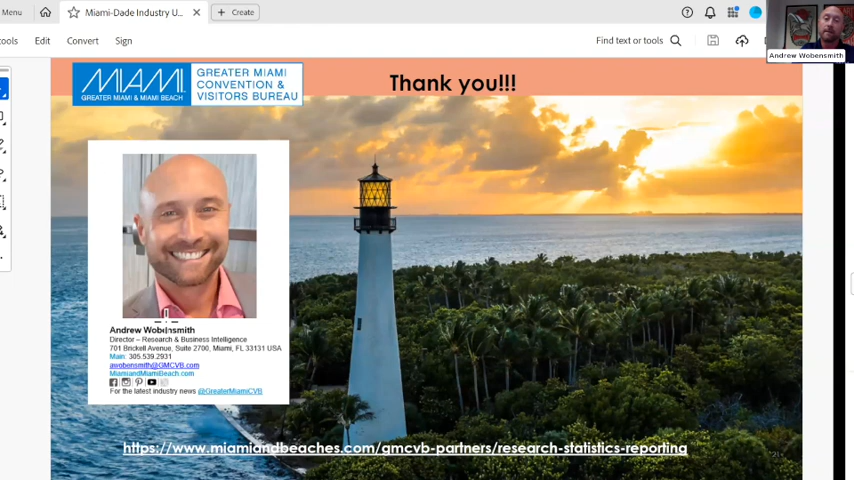 Menu
Miami-Dade Industry U...
Create
Edit
Convert
Sign
Find text or tools
Andrew Wobensmith
MIAMI
GREATER MIAMI & MIAMI BEACH
GREATER MIAMI
CONVENTION &
VISITORS BUREAU
Thank you!!!
Andrew Wobensmith
Director – Research & Business Intelligence
701 Brickell Avenue, Suite 2700, Miami, FL 33131 USA
Main: 305.539.2931
awobensmith@GMCVB.com
MiamiandMiamiBeach.com
For the latest industry news @GreaterMiamiCVB
https://www.miamiandbeaches.com/gmcvb-partners/research-statistics-reporting